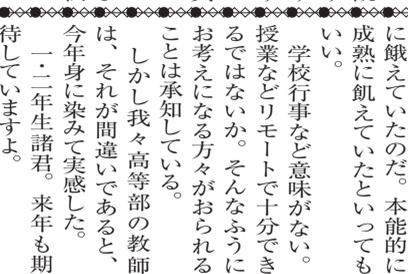 に餓えていたのだ。本能的に
成熟に飢えていたといっても
いい。
学校行事など意味がない。
授業などリモートで十分でき
るではないか。そんなふうに
お考えになる方々がおられる
ことは承知している。
しかし我々高等部の教師
は、それが間違いであると、
今年身に染みて実感した。
一・二年生諸君。来年も期
待していますよ。